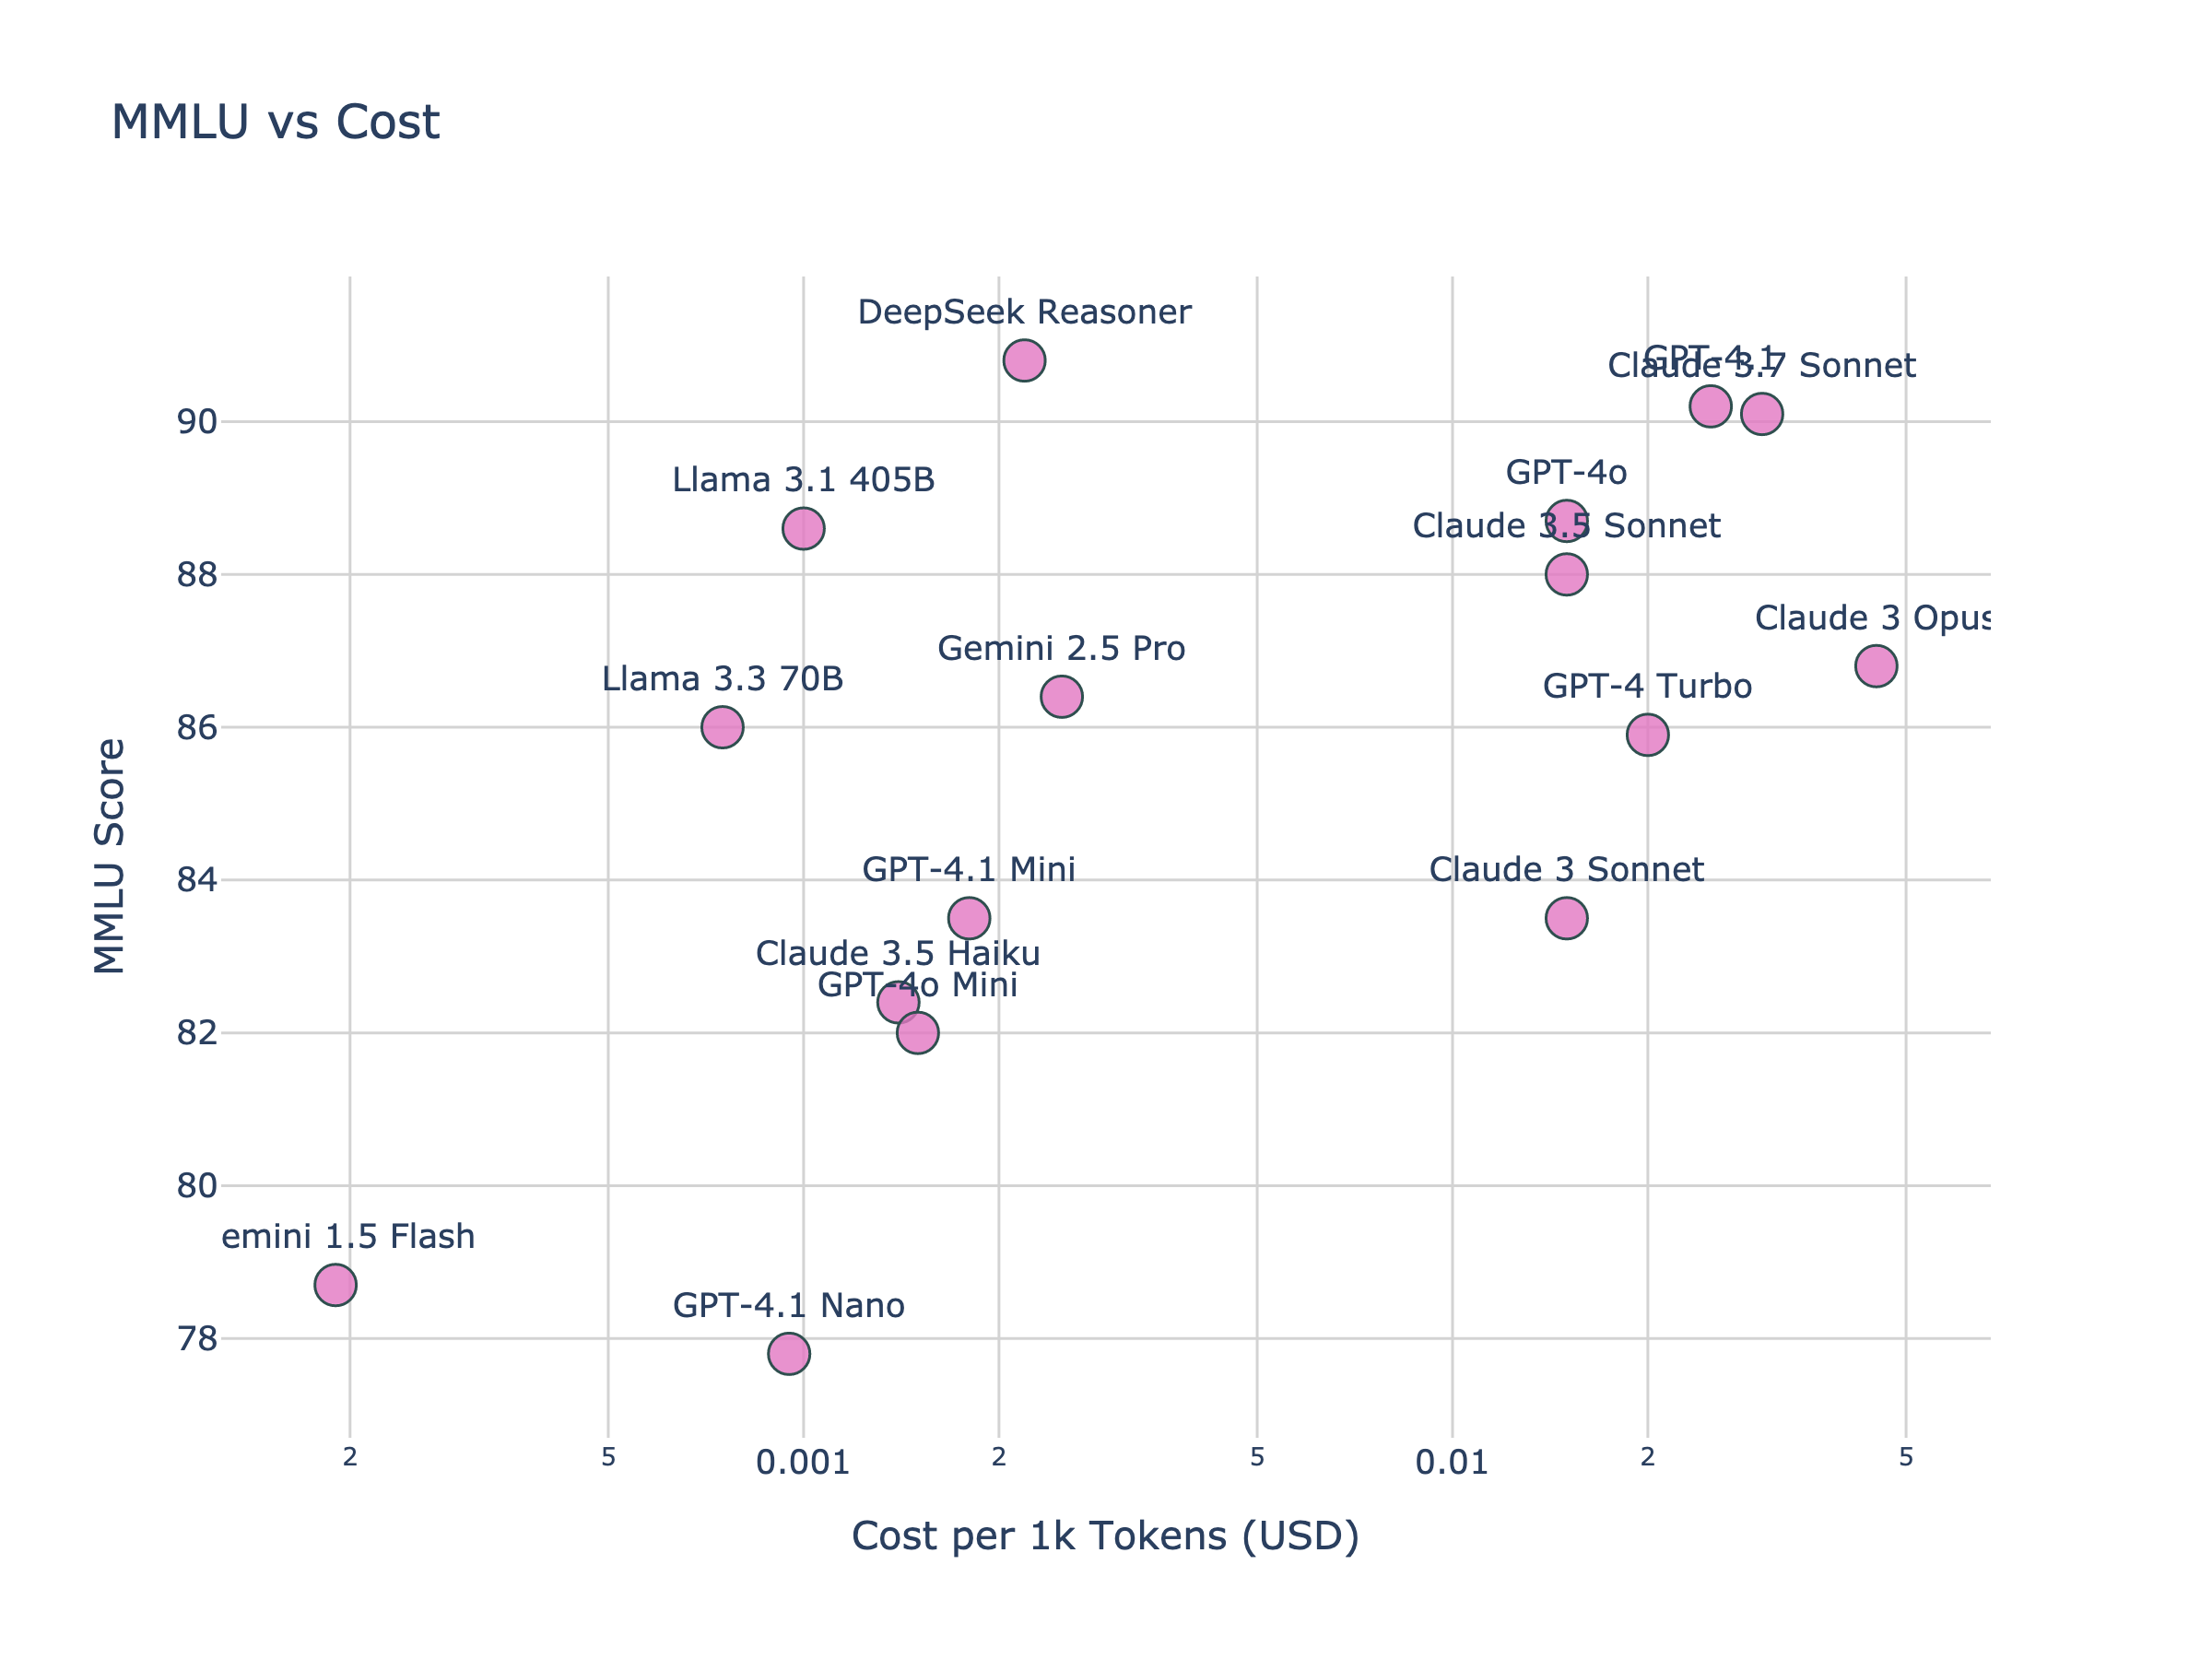 MMLU vs Cost
DeepSeek Reasoner
GPT-4.1
Claude 3.7 Sonnet
90
Llama 3.1 405B
GPT-4o
Claude 3.5 Sonnet
88
Claude 3 Opus
Gemini 2.5 Pro
Llama 3.3 70B
GPT-4 Turbo
86
MMLU Score
GPT-4.1 Mini
Claude 3 Sonnet
84
Claude 3.5 Haiku
GPT-4o Mini
82
80
emini 1.5 Flash
GPT-4.1 Nano
78
2 5 0.001 2 5 0.01 2 5
Cost per 1k Tokens (USD)